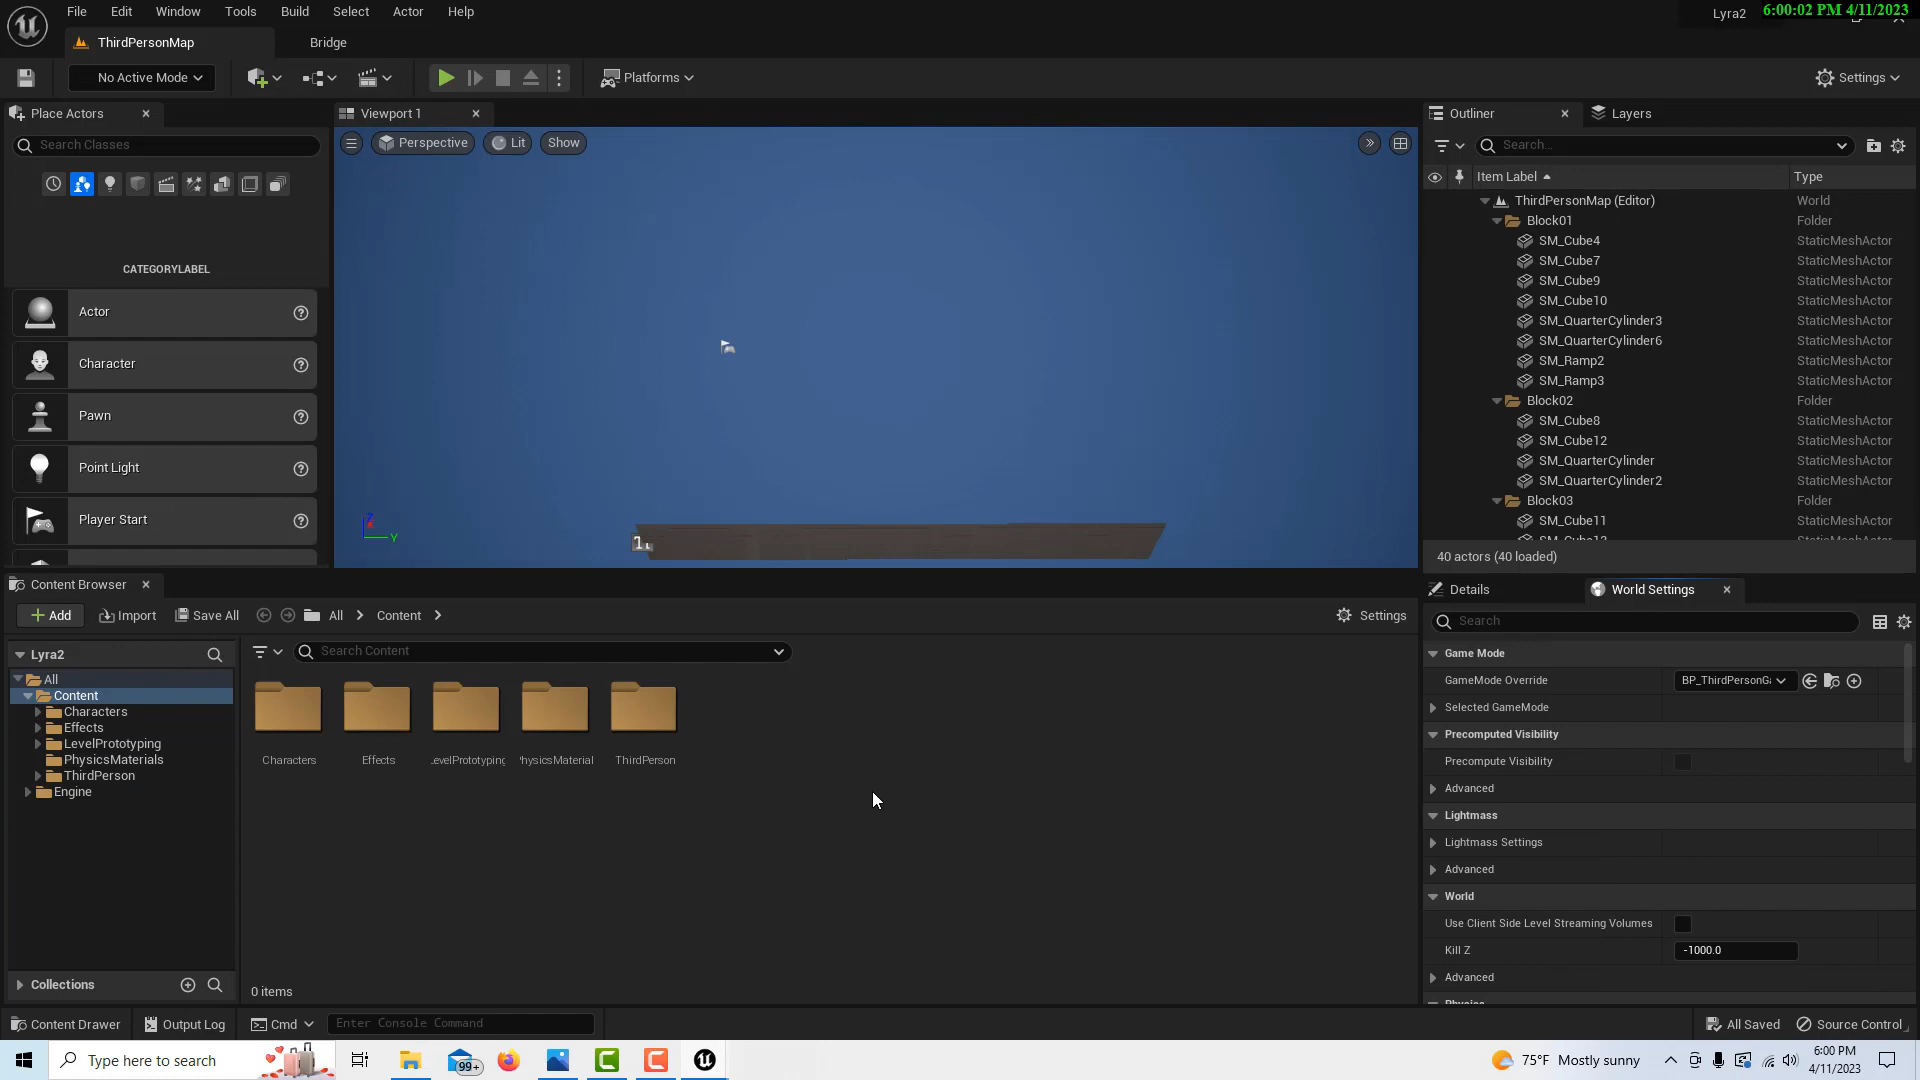 File Edit Window Tools Build Select Actor Help
Lyra2
6:00:02 PM 4/11/2023
ThirdPersonMap
Bridge
No Active Mode
Platforms
Settings
Place Actors
Search Classes
CATEGORYLABEL
Actor
Character
Pawn
Point Light
Player Start
Viewport 1
Perspective
Lit
Show
Z
Y
Outliner
Layers
Search...
Item Label
Type
ThirdPersonMap (Editor) World
Block01 Folder
SM_Cube4 StaticMeshActor
SM_Cube7 StaticMeshActor
SM_Cube9 StaticMeshActor
SM_Cube10 StaticMeshActor
SM_QuarterCylinder3 StaticMeshActor
SM_QuarterCylinder6 StaticMeshActor
SM_Ramp2 StaticMeshActor
SM_Ramp3 StaticMeshActor
Block02 Folder
SM_Cube8 StaticMeshActor
SM_Cube12 StaticMeshActor
SM_QuarterCylinder StaticMeshActor
SM_QuarterCylinder2 StaticMeshActor
Block03 Folder
SM_Cube11 StaticMeshActor
40 actors (40 loaded)
Content Browser
Add
Import
Save All
All
Content
Settings
Lyra2
All
Content
Characters
Effects
LevelPrototyping
PhysicsMaterials
ThirdPerson
Engine
Collections
Search Content
Characters
Effects
.evelPrototyping
'hysicsMaterial
ThirdPerson
0 items
Details
World Settings
Search
Game Mode
GameMode Override BP_ThirdPersonGa
Selected GameMode
Precomputed Visibility
Precompute Visibility
Advanced
Lightmass
Lightmass Settings
Advanced
World
Use Client Side Level Streaming Volumes
Kill Z -1000.0
Advanced
Physics
Content Drawer
Output Log
Cmd
Enter Console Command
All Saved
Source Control
Type here to search
99+
75°F Mostly sunny
6:00 PM
4/11/2023